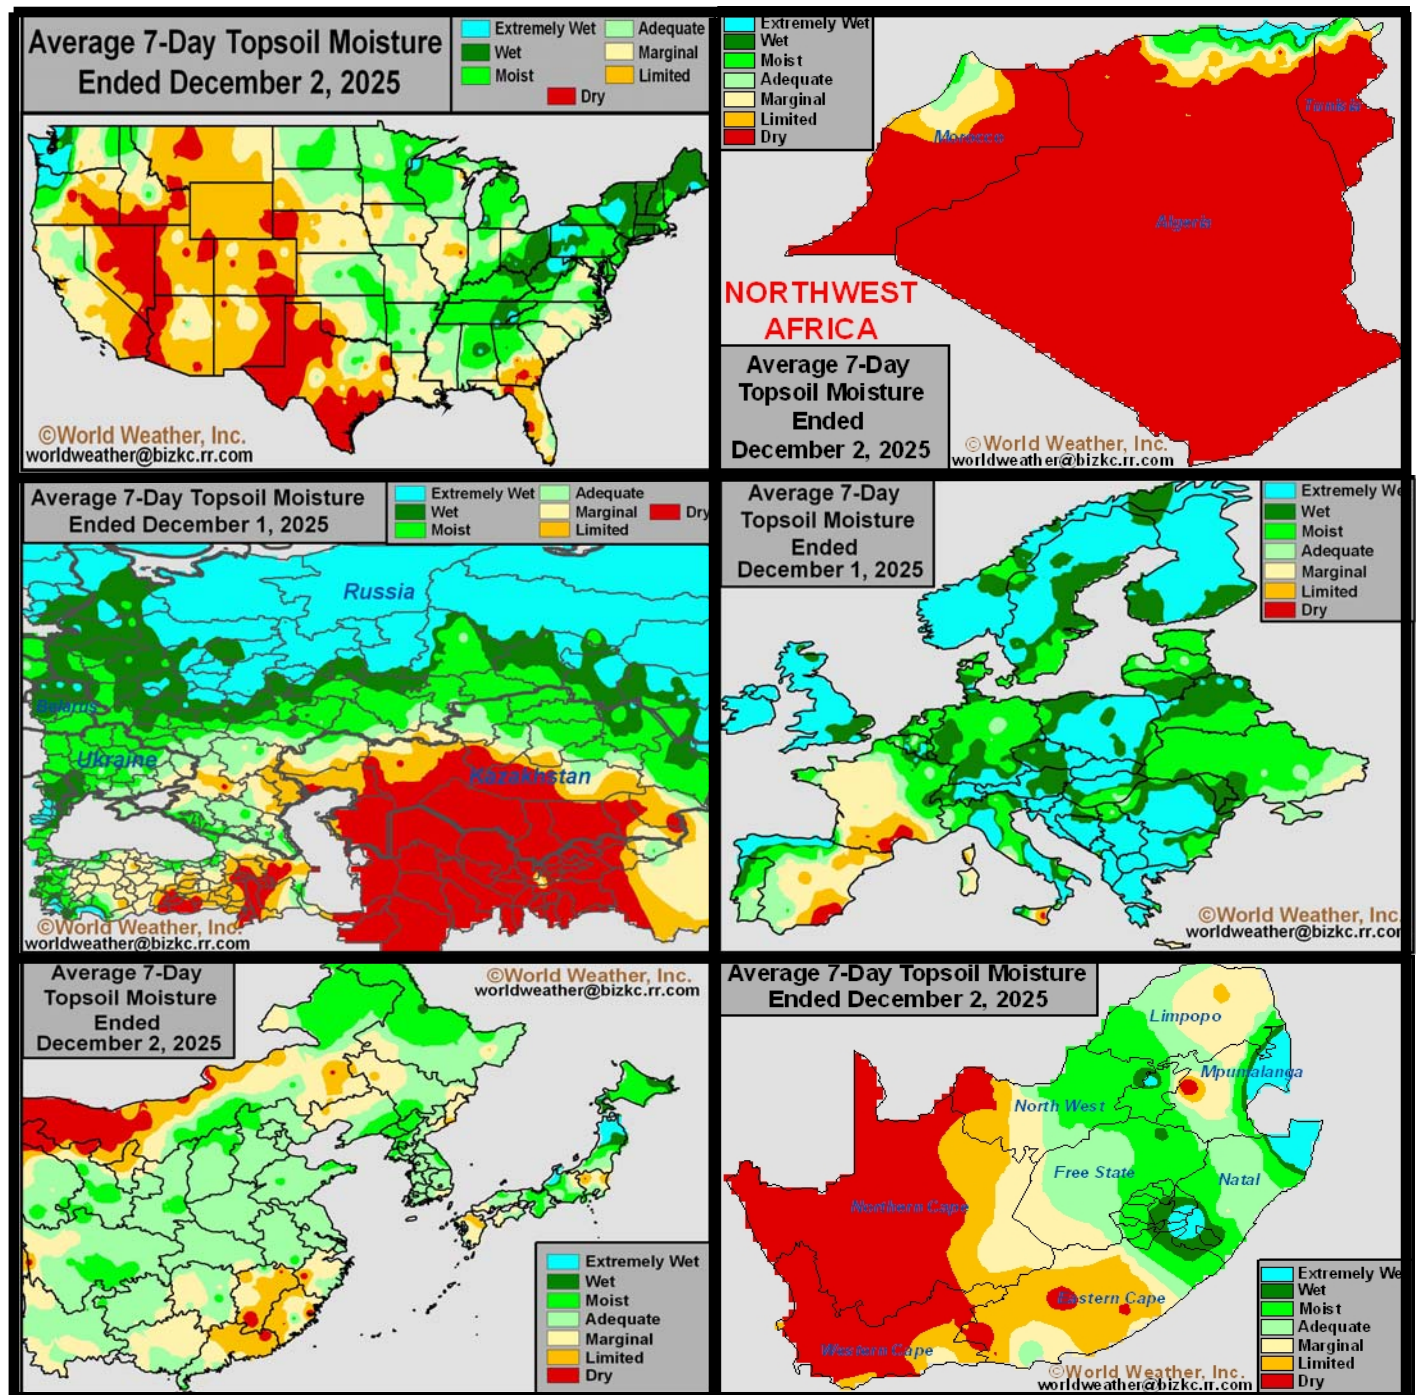 Average 7-Day Topsoil Moisture
Ended December 2, 2025
Extremely Wet
Adequate
Wet
Marginal
Moist
Limited
Dry
©World Weather, Inc.
worldweather@bizkc.rr.com
Extremely Wet
Wet
Moist
Adequate
Marginal
Limited
Dry
Morocco
Tunisia
Algeria
NORTHWEST
AFRICA
Average 7-Day
Topsoil Moisture
Ended
December 2, 2025
©World Weather, Inc.
worldweather@bizkc.rr.com
Average 7-Day Topsoil Moisture
Ended December 1, 2025
Extremely Wet
Adequate
Wet
Marginal
Dry
Moist
Limited
Russia
Belarus
Ukraine
Kazakhstan
©World Weather, Inc.
worldweather@bizkc.rr.com
Average 7-Day
Topsoil Moisture
Ended
December 1, 2025
Extremely We
Wet
Moist
Adequate
Marginal
Limited
Dry
©World Weather, Inc.
worldweather@bizkc.rr.com
Average 7-Day
Topsoil Moisture
Ended
December 2, 2025
©World Weather, Inc.
worldweather@bizkc.rr.com
Extremely Wet
Wet
Moist
Adequate
Marginal
Limited
Dry
Average 7-Day Topsoil Moisture
Ended December 2, 2025
Limpopo
Mpumalanga
North West
Free State
Natal
Northern Cape
Eastern Cape
Western Cape
Extremely We
Wet
Moist
Adequate
Marginal
Limited
Dry
©World Weather, Inc.
worldweather@bizkc.rr.com